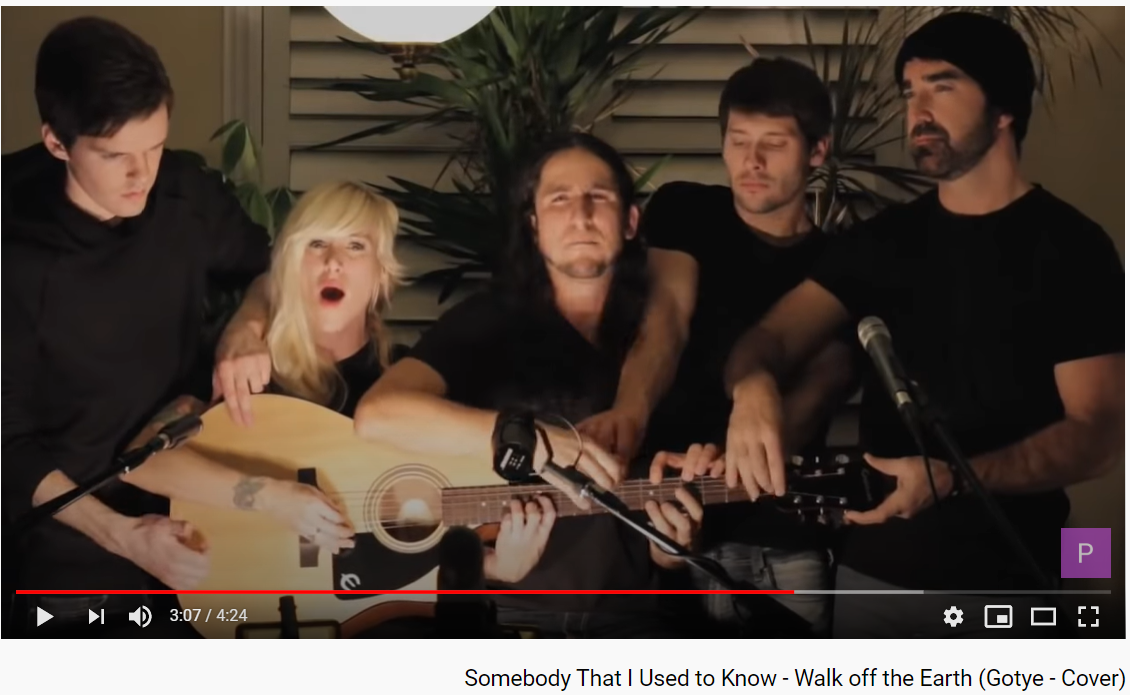 P
3:07 / 4:24
Somebody That I Used to Know - Walk off the Earth (Gotye - Cover)